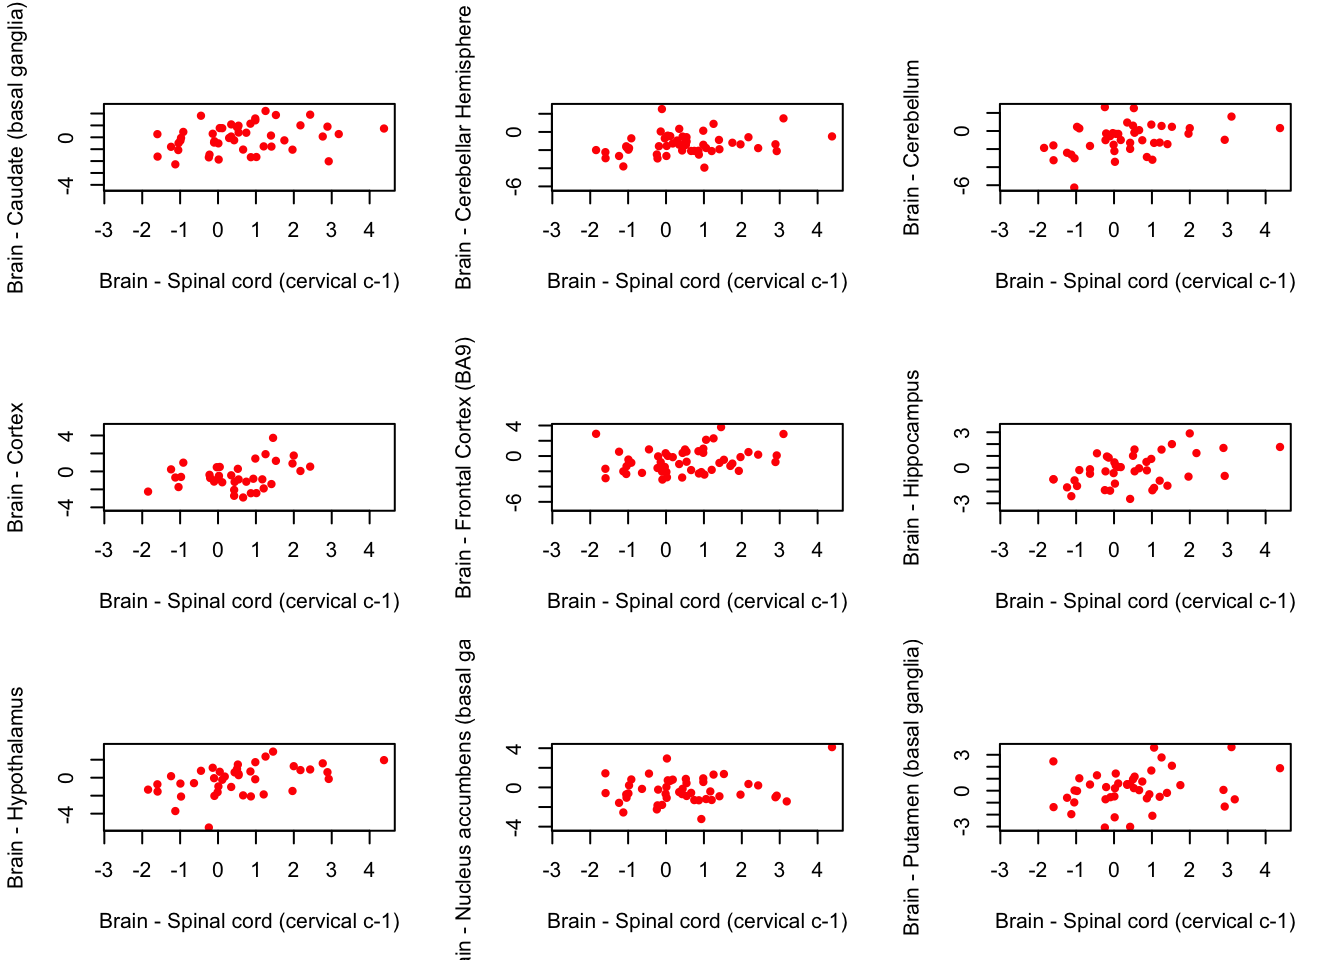 Brain - Caudate (basal ganglia)
0
-4
-3 -2 -1 0 1 2 3 4
Brain - Spinal cord (cervical c-1)
Brain - Cerebellar Hemisphere
0
-6
-3 -2 -1 0 1 2 3 4
Brain - Spinal cord (cervical c-1)
Brain - Cerebellum
0
-6
-3 -2 -1 0 1 2 3 4
Brain - Spinal cord (cervical c-1)
Brain - Cortex
4
0
-4
-3 -2 -1 0 1 2 3 4
Brain - Spinal cord (cervical c-1)
Brain - Frontal Cortex (BA9)
4
0
-6
-3 -2 -1 0 1 2 3 4
Brain - Spinal cord (cervical c-1)
Brain - Hippocampus
3
0
-3
-3 -2 -1 0 1 2 3 4
Brain - Spinal cord (cervical c-1)
Brain - Hypothalamus
0
-4
-3 -2 -1 0 1 2 3 4
Brain - Spinal cord (cervical c-1)
ain - Nucleus accumbens (basal ga
4
0
-4
-3 -2 -1 0 1 2 3 4
Brain - Spinal cord (cervical c-1)
Brain - Putamen (basal ganglia)
3
0
-3
-3 -2 -1 0 1 2 3 4
Brain - Spinal cord (cervical c-1)